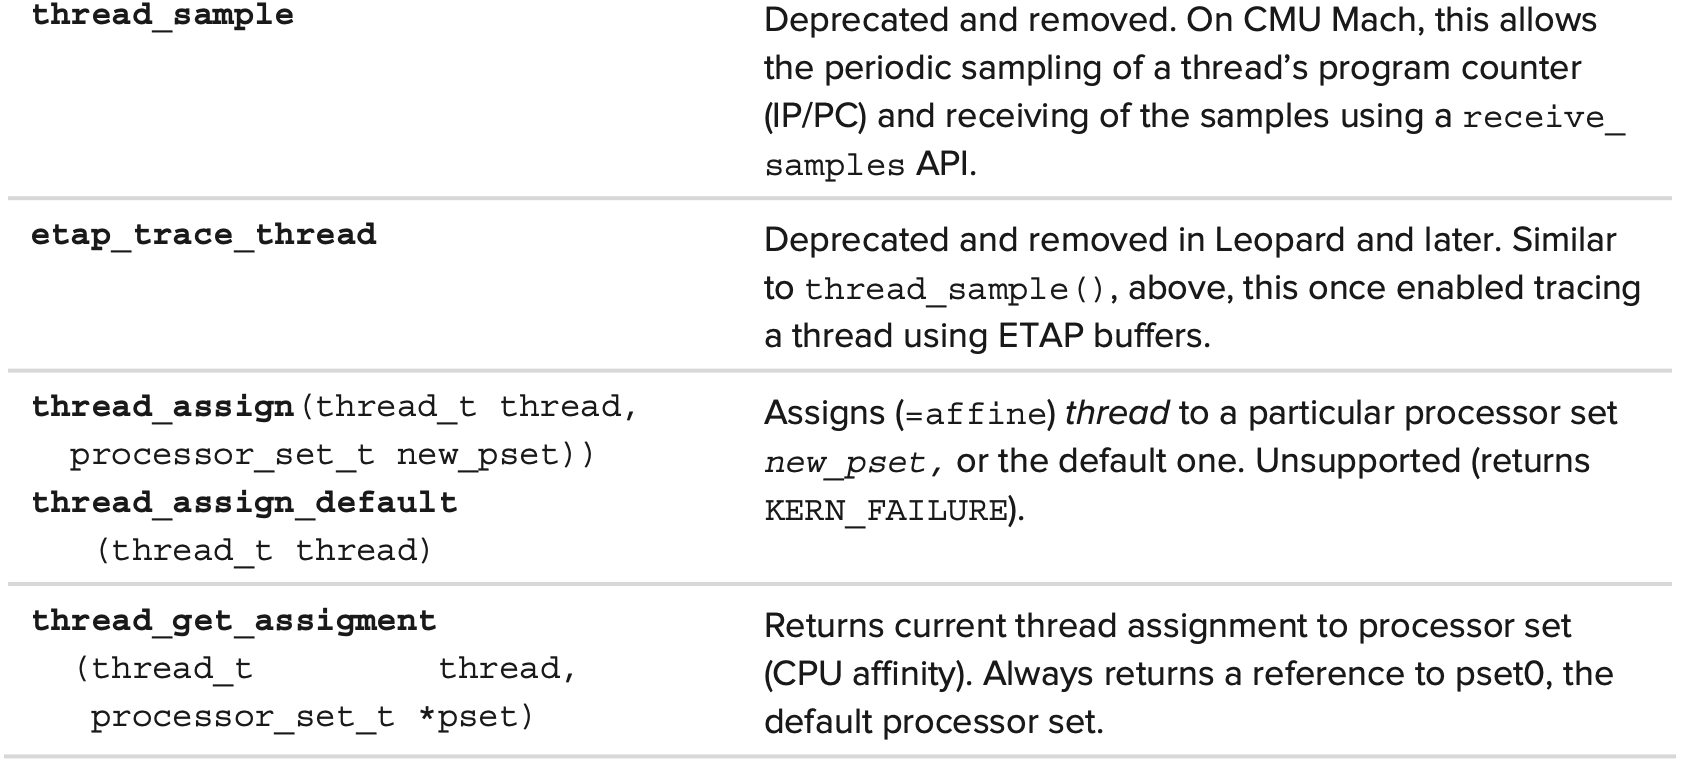 thread_sample
Deprecated and removed. On CMU Mach, this allows
the periodic sampling of a thread’s program counter
(IP/PC) and receiving of the samples using a receive_
samples API.
etap_trace_thread
Deprecated and removed in Leopard and later. Similar
to thread_sample(), above, this once enabled tracing
a thread using ETAP buffers.
thread_assign(thread_t thread,
processor_set_t new_pset))
thread_assign_default
(thread_t thread)
Assigns (=affine) thread to a particular processor set
new_pset, or the default one. Unsupported (returns
KERN_FAILURE).
thread_get_assigment
(thread_t thread,
processor_set_t *pset)
Returns current thread assignment to processor set
(CPU affinity). Always returns a reference to pset0, the
default processor set.